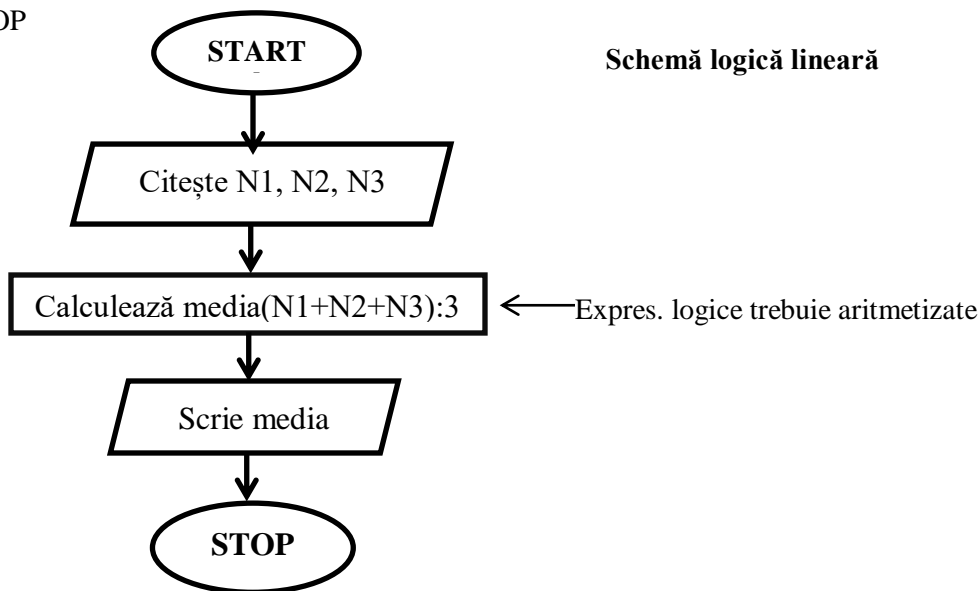 START
Schemă logică lineară
Citește N1, N2, N3
Calculează media(N1+N2+N3):3
Expres. logice trebuie aritmetizate
Scrie media
STOP